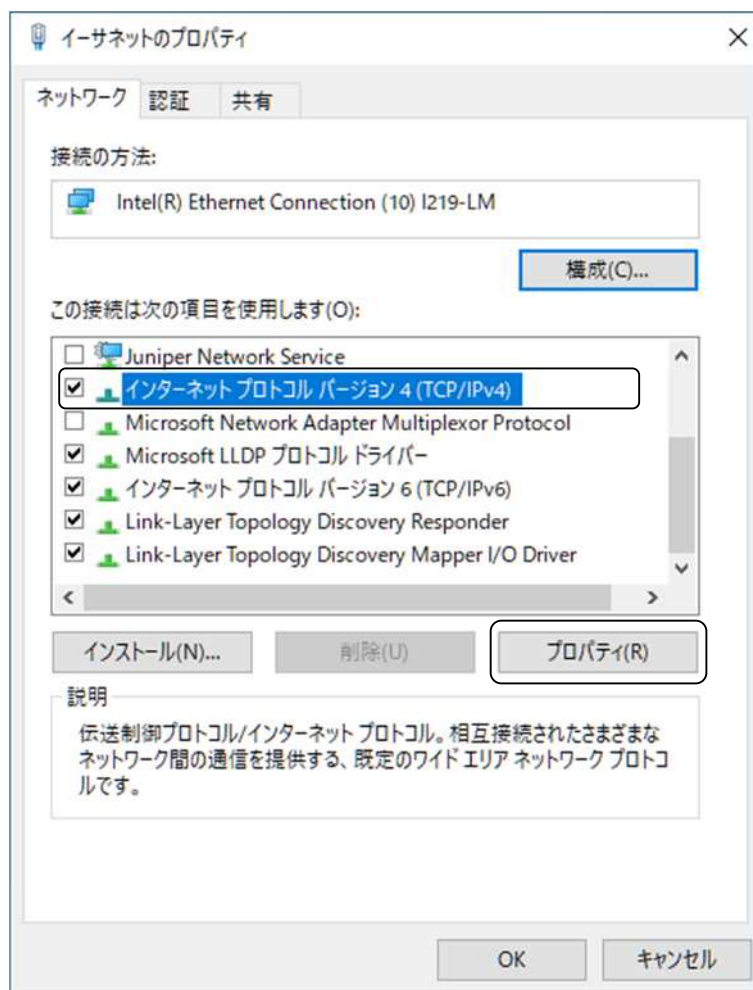 イーサネットのプロパティ
ネットワーク 認証 共有
接続の方法:
Intel(R) Ethernet Connection (10) I219-LM
構成(C)...
この接続は次の項目を使用します(O):
Juniper Network Service
インターネット プロトコル バージョン 4 (TCP/IPv4)
Microsoft Network Adapter Multiplexor Protocol
Microsoft LLDP プロトコル ドライバー
インターネット プロトコル バージョン 6 (TCP/IPv6)
Link-Layer Topology Discovery Responder
Link-Layer Topology Discovery Mapper I/O Driver
インストール(N)... 削除(U) プロパティ(R)
説明
伝送制御プロトコル/インターネット プロトコル。相互接続されたさまざまな
ネットワーク間の通信を提供する、既定のワイド エリア ネットワーク プロトコ
ルです。
OK キャンセル